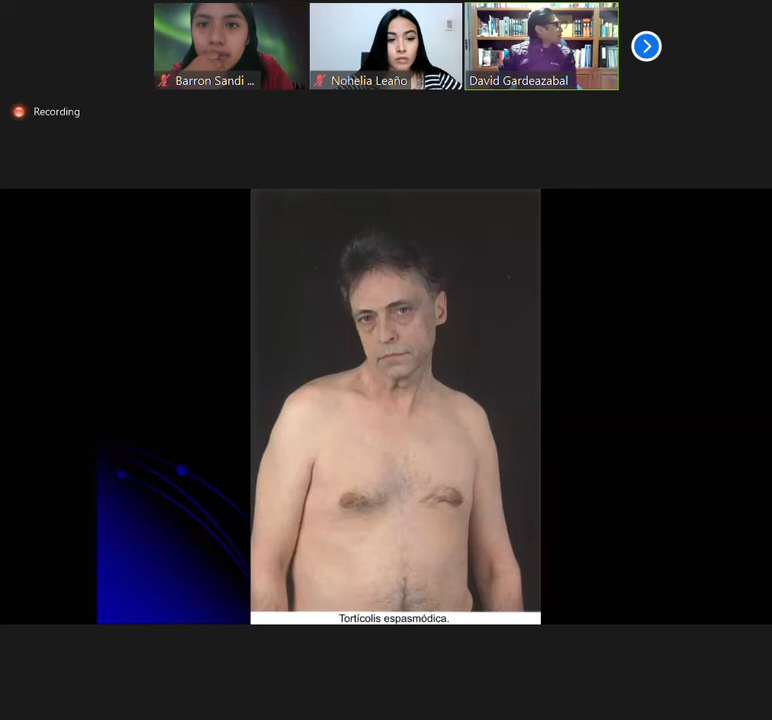 Barron Sandi ...
Nohelia Leaño
David Gardeazabal
Recording
Tortícolis espasmódica.